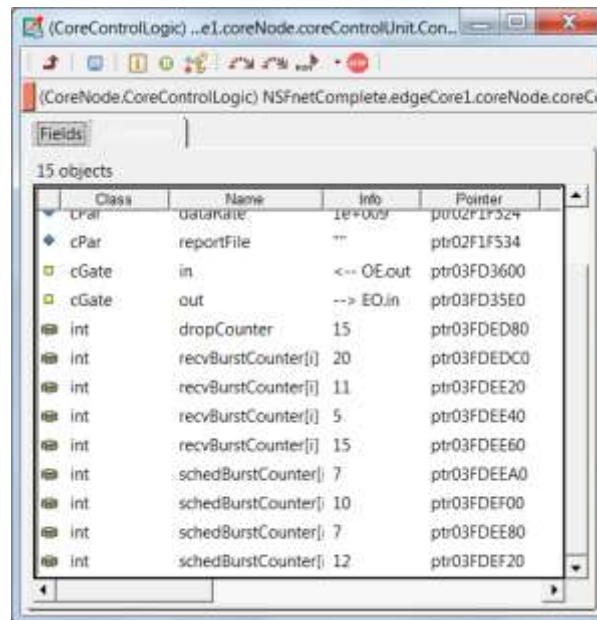 (CoreControlLogic) ...e1.coreNode.coreControlUnit.Con...
(CoreNode.CoreControlLogic) NSFnetComplete.edgeCore1.coreNode.coreC
Fields
15 objects
Class Name Info Pointer
cPar dataRate 1e+009 ptr02F1F524
cPar reportFile "" ptr02F1F534
cGate in <-- OE.out ptr03FD3600
cGate out --> EO.in ptr03FD35E0
int dropCounter 15 ptr03FDED80
int recvBurstCounter[i] 20 ptr03FDEDC0
int recvBurstCounter[i] 11 ptr03FDEE20
int recvBurstCounter[i] 5 ptr03FDEE40
int recvBurstCounter[i] 15 ptr03FDEE60
int schedBurstCounter[i 7 ptr03FDEEA0
int schedBurstCounter[i 10 ptr03FDEF00
int schedBurstCounter[i 7 ptr03FDEE80
int schedBurstCounter[i 12 ptr03FDEF20